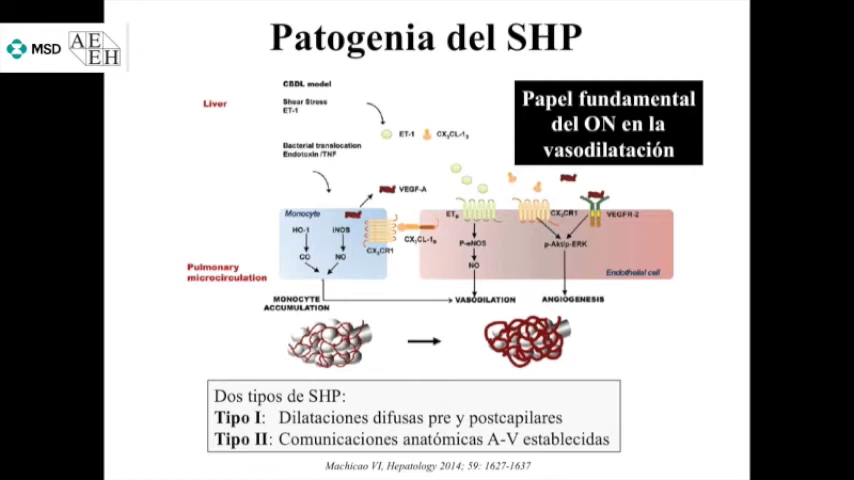 Patogenia del SHP
MSD
AE
EH
Papel fundamental
del ON en la
vasodilatación
CBDL model
Liver
Shear Stress
ET-1
ET-1
CX3CL-1S
Bacterial translocation
Endotoxin /TNF
VEGF-A
Monocyte
HO-1
iNOS
CO
NO
CX3CR1
CX3CL-1
ETB
P-eNOS
NO
CX3CR1
VEGFR-2
p-Akt/p-ERK
Endothelial cell
Pulmonary
microcirculation
MONOCYTE
ACCUMULATION
VASODILATION
ANGIOGENESIS
Dos tipos de SHP:
Tipo I: Dilataciones difusas pre y postcapilares
Tipo II: Comunicaciones anatómicas A-V establecidas
Machicao VI, Hepatology 2014; 59: 1627-1637